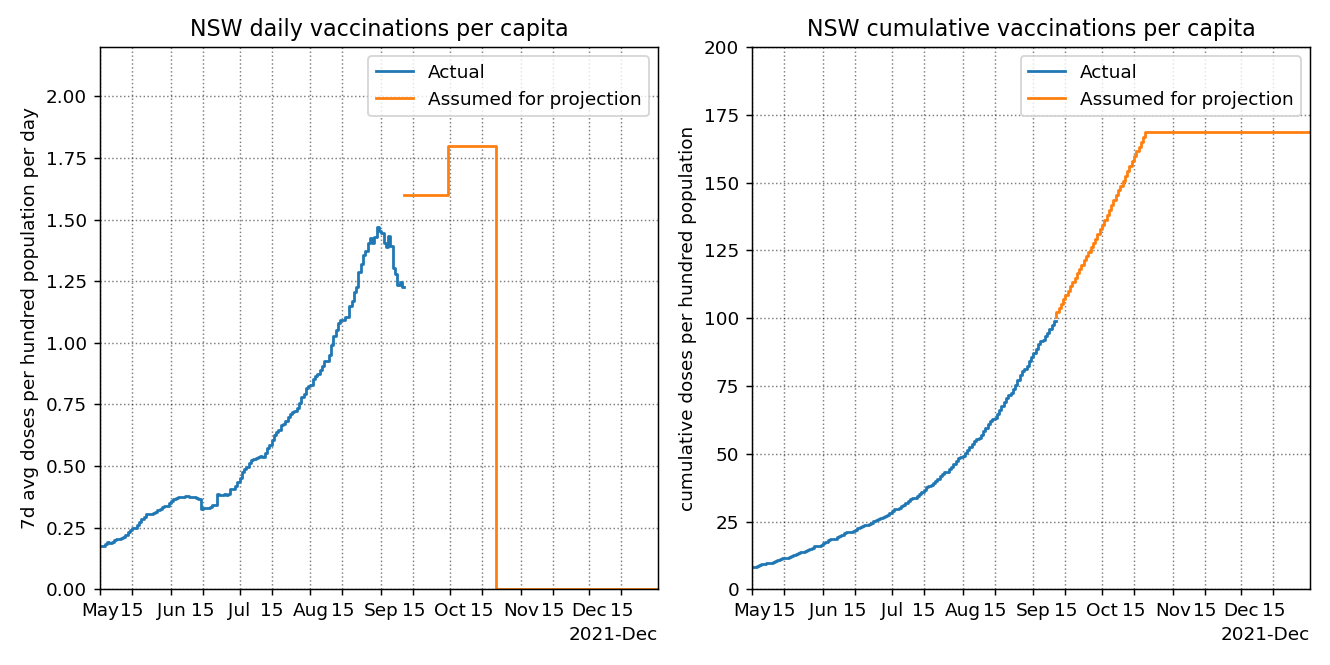 NSW daily vaccinations per capita
7d avg doses per hundred population per day
2.00
1.75
1.50
1.25
1.00
0.75
0.50
0.25
0.00
Actual
Assumed for projection
May 15 Jun 15 Jul 15 Aug 15 Sep 15 Oct 15 Nov 15 Dec 15
2021-Dec
NSW cumulative vaccinations per capita
cumulative doses per hundred population
200
175
150
125
100
75
50
25
0
Actual
Assumed for projection
May 15 Jun 15 Jul 15 Aug 15 Sep 15 Oct 15 Nov 15 Dec 15
2021-Dec